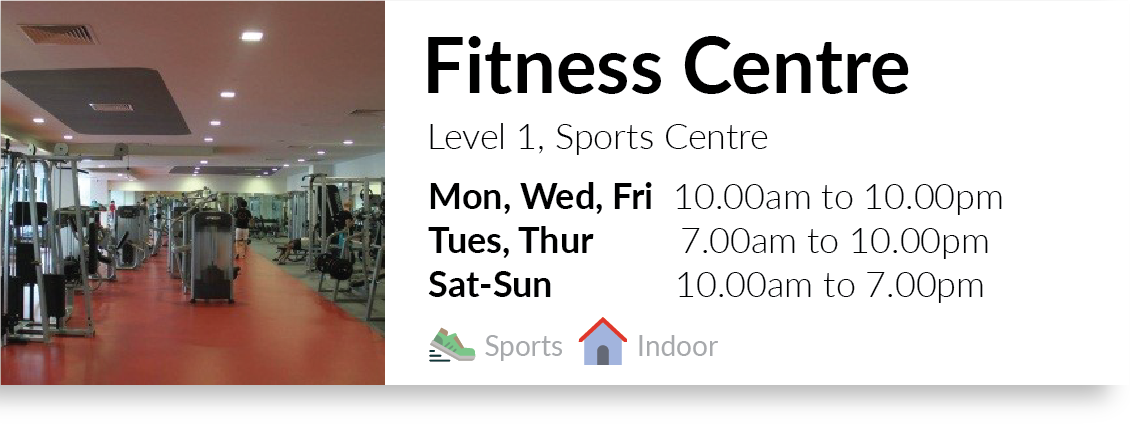 Fitness Centre
Level 1, Sports Centre
Mon, Wed, Fri 10.00am to 10.00pm
Tues, Thur 7.00am to 10.00pm
Sat-Sun 10.00am to 7.00pm
Sports Indoor